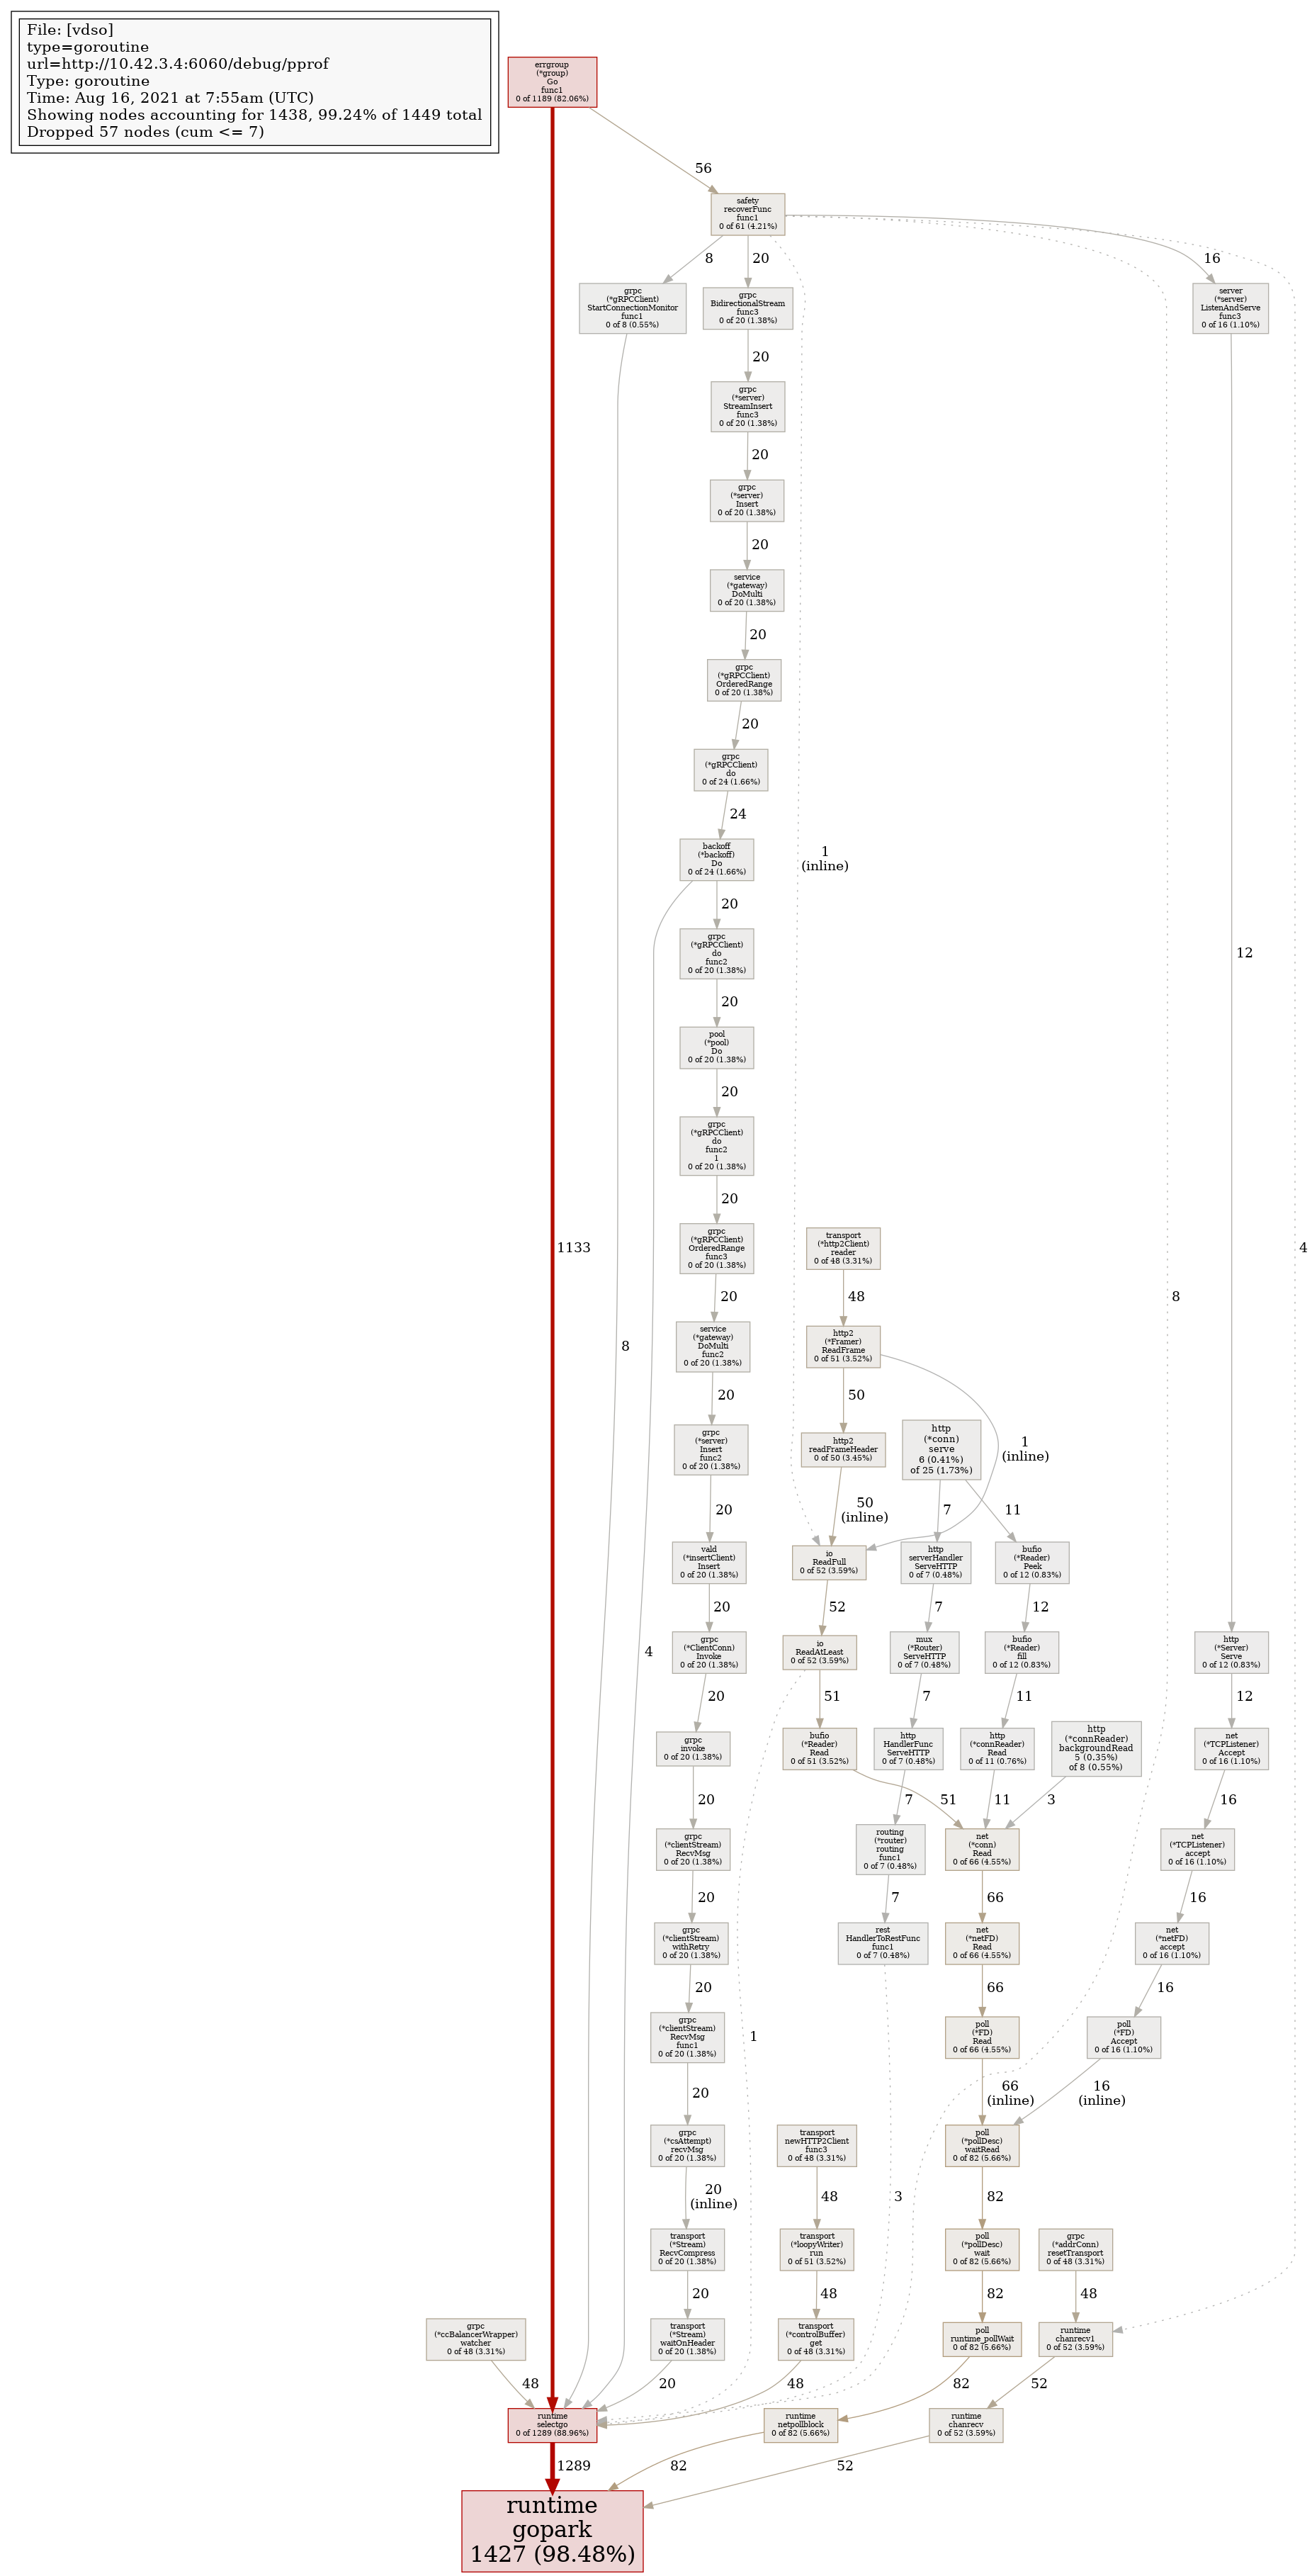 File: [vdso]
type=goroutine
url=http://10.42.3.4:6060/debug/pprof
Type: goroutine
Time: Aug 16, 2021 at 7:55am (UTC)
Showing nodes accounting for 1438, 99.24% of 1449 total
Dropped 57 nodes (cum <= 7)
errgroup
(*group)
Go
func1
0 of 1189 (82.06%)
56
safety
recoverFunc
func1
0 of 61 (4.21%)
8
20
16
grpc
(*gRPCClient)
StartConnectionMonitor
func1
0 of 8 (0.55%)
grpc
BidirectionalStream
func3
0 of 20 (1.38%)
server
(*server)
ListenAndServe
func3
0 of 16 (1.10%)
20
grpc
(*server)
StreamInsert
func3
0 of 20 (1.38%)
20
grpc
(*server)
Insert
0 of 20 (1.38%)
20
service
(*gateway)
DoMulti
0 of 20 (1.38%)
20
grpc
(*gRPCClient)
OrderedRange
0 of 20 (1.38%)
20
grpc
(*gRPCClient)
do
0 of 24 (1.66%)
24
backoff
(*backoff)
Do
0 of 24 (1.66%)
1
(inline)
20
grpc
(*gRPCClient)
do
func2
0 of 20 (1.38%)
12
20
pool
(*pool)
Do
0 of 20 (1.38%)
20
grpc
(*gRPCClient)
do
func2
1
0 of 20 (1.38%)
20
grpc
(*gRPCClient)
OrderedRange
func3
0 of 20 (1.38%)
transport
(*http2Client)
reader
0 of 48 (3.31%)
1133
4
20
48
8
service
(*gateway)
DoMulti
func2
0 of 20 (1.38%)
http2
(*Framer)
ReadFrame
0 of 51 (3.52%)
8
20
50
grpc
(*server)
Insert
func2
0 of 20 (1.38%)
http2
readFrameHeader
0 of 50 (3.45%)
http
(*conn)
serve
6 (0.41%)
of 25 (1.73%)
1
(inline)
20
50
(inline)
7
11
vald
(*insertClient)
Insert
0 of 20 (1.38%)
io
ReadFull
0 of 52 (3.59%)
http
serverHandler
ServeHTTP
0 of 7 (0.48%)
bufio
(*Reader)
Peek
0 of 12 (0.83%)
20
52
7
12
grpc
(*ClientConn)
Invoke
0 of 20 (1.38%)
io
ReadAtLeast
0 of 52 (3.59%)
mux
(*Router)
ServeHTTP
0 of 7 (0.48%)
bufio
(*Reader)
fill
0 of 12 (0.83%)
http
(*Server)
Serve
0 of 12 (0.83%)
4
20
51
7
11
12
grpc
invoke
0 of 20 (1.38%)
bufio
(*Reader)
Read
0 of 51 (3.52%)
http
HandlerFunc
ServeHTTP
0 of 7 (0.48%)
http
(*connReader)
Read
0 of 11 (0.76%)
http
(*connReader)
backgroundRead
5 (0.35%)
of 8 (0.55%)
net
(*TCPListener)
Accept
0 of 16 (1.10%)
20
7
51
11
3
16
grpc
(*clientStream)
RecvMsg
0 of 20 (1.38%)
routing
(*router)
routing
func1
0 of 7 (0.48%)
net
(*conn)
Read
0 of 66 (4.55%)
net
(*TCPListener)
accept
0 of 16 (1.10%)
20
7
66
16
grpc
(*clientStream)
withRetry
0 of 20 (1.38%)
rest
HandlerToRestFunc
func1
0 of 7 (0.48%)
net
(*netFD)
Read
0 of 66 (4.55%)
net
(*netFD)
accept
0 of 16 (1.10%)
20
66
16
grpc
(*clientStream)
RecvMsg
func1
0 of 20 (1.38%)
1
poll
(*FD)
Read
0 of 66 (4.55%)
poll
(*FD)
Accept
0 of 16 (1.10%)
20
66
(inline)
16
(inline)
grpc
(*csAttempt)
recvMsg
0 of 20 (1.38%)
transport
newHTTP2Client
func3
0 of 48 (3.31%)
poll
(*pollDesc)
waitRead
0 of 82 (5.66%)
20
(inline)
48
3
82
transport
(*Stream)
RecvCompress
0 of 20 (1.38%)
transport
(*loopyWriter)
run
0 of 51 (3.52%)
poll
(*pollDesc)
wait
0 of 82 (5.66%)
grpc
(*addrConn)
resetTransport
0 of 48 (3.31%)
20
48
82
48
grpc
(*ccBalancerWrapper)
watcher
0 of 48 (3.31%)
transport
(*Stream)
waitOnHeader
0 of 20 (1.38%)
transport
(*controlBuffer)
get
0 of 48 (3.31%)
poll
runtime_pollWait
0 of 82 (5.66%)
runtime
chanrecv1
0 of 52 (3.59%)
48
20
48
82
52
runtime
selectgo
0 of 1289 (88.96%)
runtime
netpollblock
0 of 82 (5.66%)
runtime
chanrecv
0 of 52 (3.59%)
1289
82
52
runtime
gopark
1427 (98.48%)